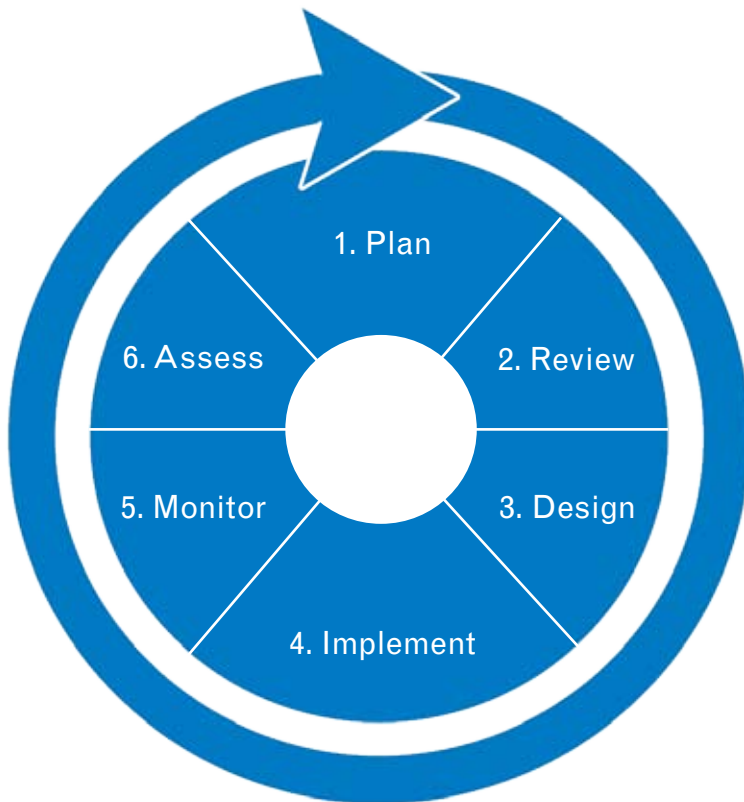 1. Plan
2. Review
3. Design
4. Implement
5. Monitor
6. Assess